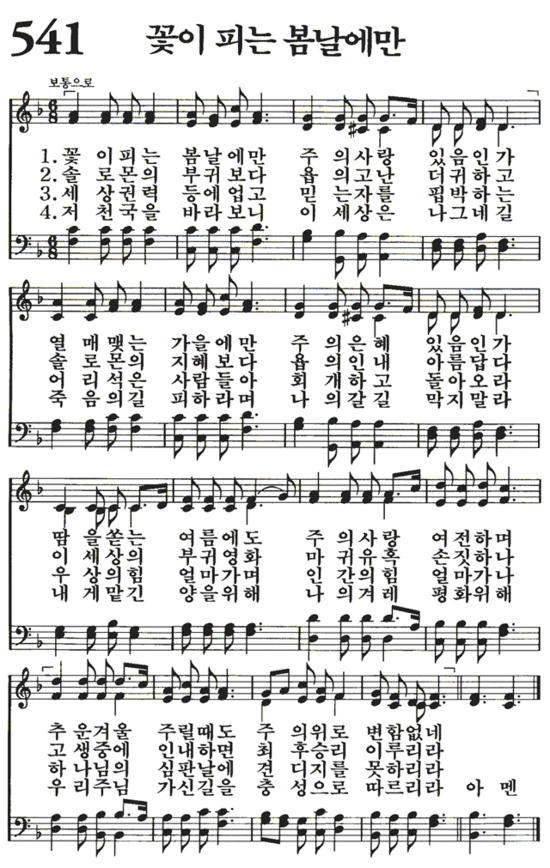 541 꽃이 피는 봄날에만
보통으로
1. 꽃 이피는 봄날에만 주 의사랑 있음인가
2. 솔 로몬의 부귀보다 욥 의고난 더귀하고
3. 세 상권력 등에업고 믿 는자를 핍박하는
4. 저 천국을 바라보니 이 세상은 나그네길
열 매맺는 가을에만 주 의은혜 있음인가
솔 로몬의 지혜보다 욥 의인내 아름답다
어 리석은 사람들아 회 개하고 돌아오라
죽 음의길 피하라며 나 의갈길 막지말라
땀 을쏟는 여름에도 주 의사랑 여전하며
이 세상의 부귀영화 마 귀유혹 손짓하나
우 상의힘 얼마가며 인 간의힘 얼마가나
내 게맡긴 양을위해 나 의겨레 평화위해
추 운겨울 주릴때도 주 의위로 변함없네
고 생중에 인내하면 최 후승리 이루리라
하 나님의 심판날에 견 디지를 못하리라
우 리주님 가신길을 충 성으로 따르리라 아 멘